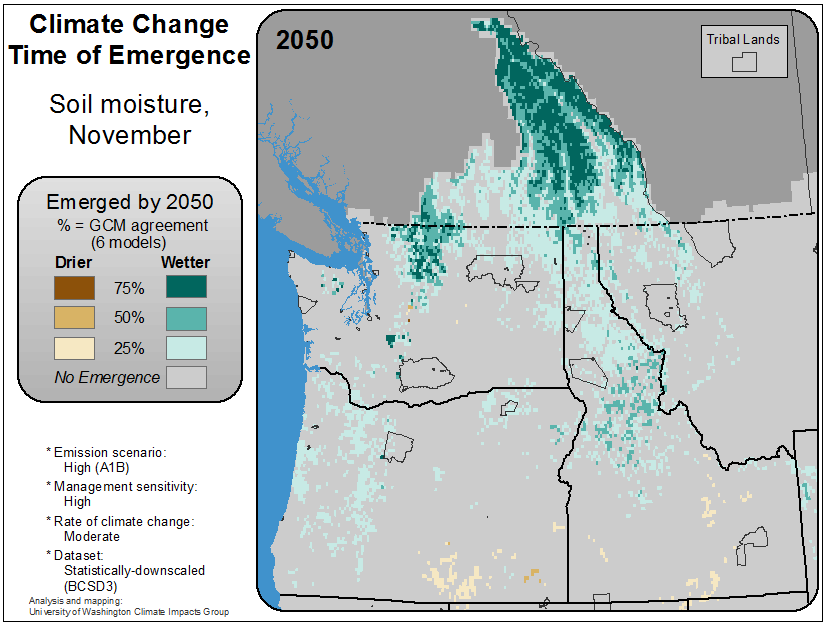 Climate Change
Time of Emergence
Soil moisture,
November
Emerged by 2050
% = GCM agreement
(6 models)
Drier Wetter
75%
50%
25%
No Emergence
* Emission scenario:
High (A1B)
* Management sensitivity:
High
* Rate of climate change:
Moderate
* Dataset:
Statistically-downscaled
(BCSD3)
Analysis and mapping:
University of Washington Climate Impacts Group
2050
Tribal Lands